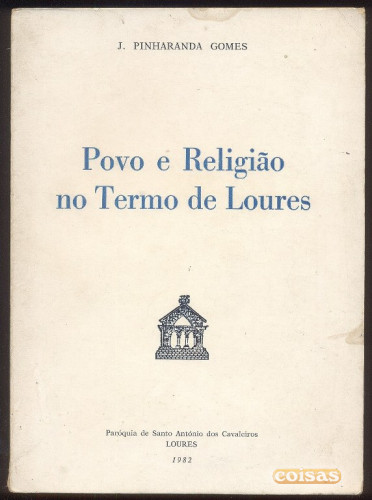 J. PINHARANDA GOMES
Povo e Religião
no Termo de Loures
Paróquia de Santo António dos Cavaleiros
LOURES
1982
coisas